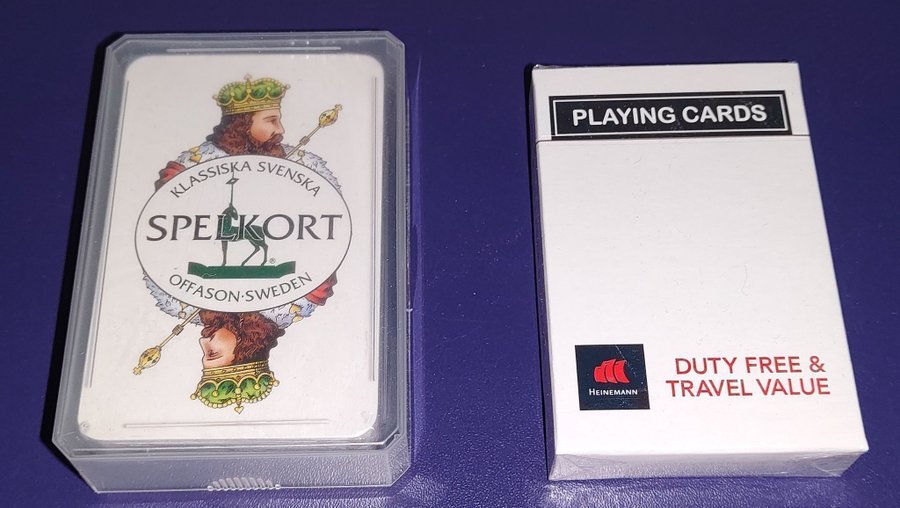 KLASSISKA SVENSKA
SPELKORT
®
OFFASON·SWEDEN
PLAYING CARDS
HEINEMANN
DUTY FREE &
TRAVEL VALUE